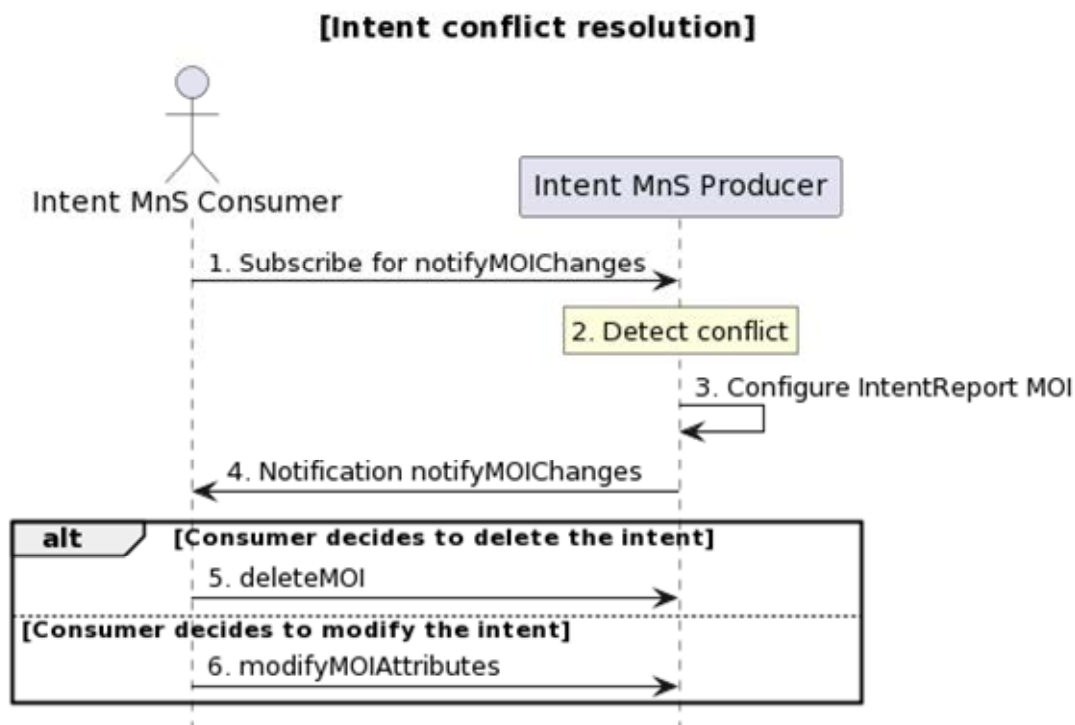 [Intent conflict resolution]
Intent MnS Consumer
Intent MnS Producer
1. Subscribe for notifyMOIChanges
2. Detect conflict
3. Configure IntentReport MOI
4. Notification notifyMOIChanges
alt [Consumer decides to delete the intent]
5. deleteMOI
[Consumer decides to modify the intent]
6. modifyMOIAttributes